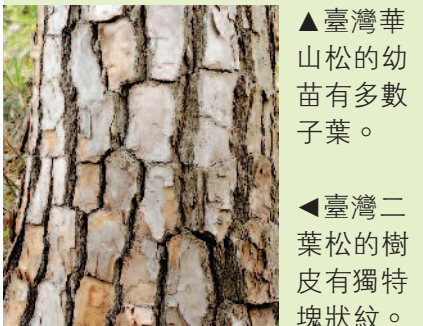 ▲臺灣華
山松的幼
苗有多數
子葉。
◀臺灣二
葉松的樹
皮有獨特
塊狀紋。